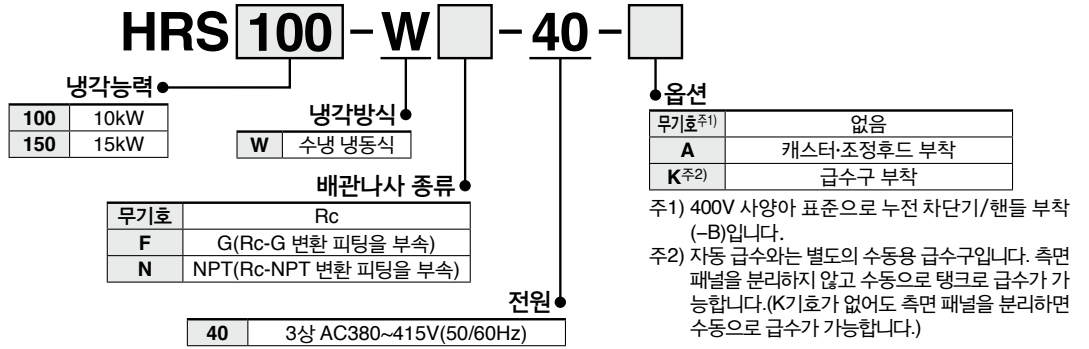 HRS 100 – W □ – 40 – □
냉각능력
100 10kW
150 15kW
냉각방식
W 수냉 냉동식
배관나사 종류
무기호 Rc
F G(Rc-G 변환 피팅을 부속)
N NPT(Rc-NPT 변환 피팅을 부속)
전원
40 3상 AC380~415V(50/60Hz)
옵션
무기호주1) 없음
A 캐스터·조정후드 부착
K주2) 급수구 부착
주1) 400V 사양아 표준으로 누전 차단기/핸들 부착
(–B)입니다.
주2) 자동 급수와는 별도의 수동용 급수구입니다. 측면
패널을 분리하지 않고 수동으로 탱크로 급수가 가
능합니다.(K기호가 없어도 측면 패널을 분리하면
수동으로 급수가 가능합니다.)